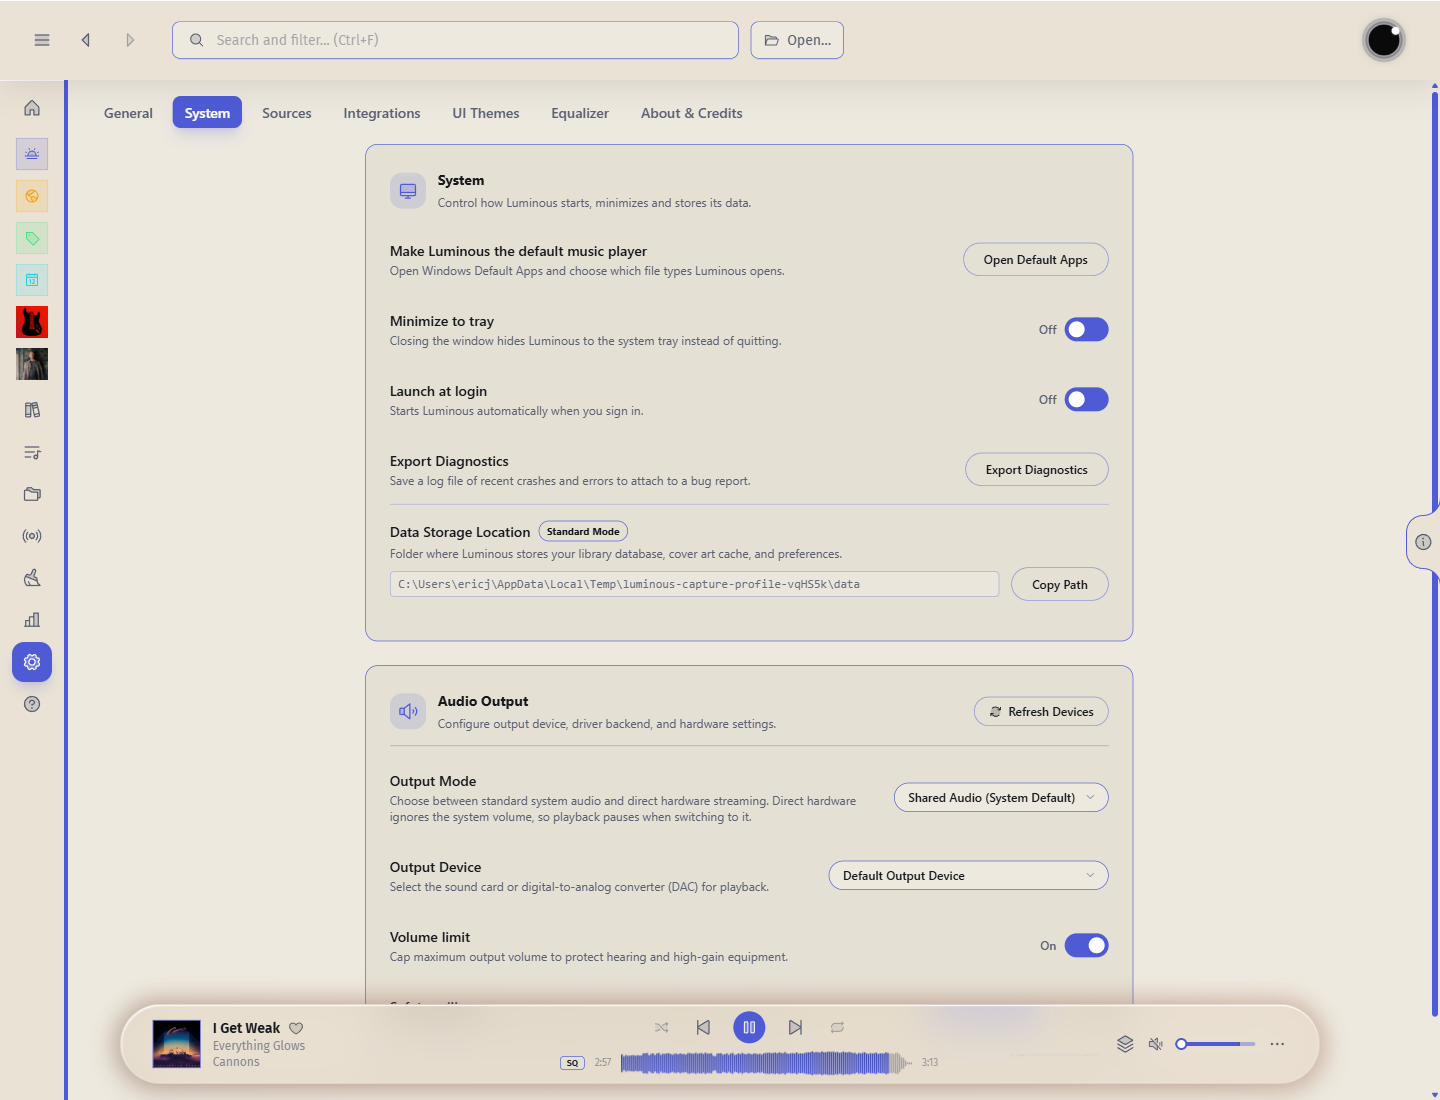 Search and filter... (Ctrl+F)
Open...
General
System
Sources
Integrations
UI Themes
Equalizer
About & Credits
System
Control how Luminous starts, minimizes and stores its data.
Make Luminous the default music player
Open Windows Default Apps and choose which file types Luminous opens.
Open Default Apps
Minimize to tray
Closing the window hides Luminous to the system tray instead of quitting.
Off
Launch at login
Starts Luminous automatically when you sign in.
Off
Export Diagnostics
Save a log file of recent crashes and errors to attach to a bug report.
Export Diagnostics
Data Storage Location
Standard Mode
Folder where Luminous stores your library database, cover art cache, and preferences.
C:\Users\ericj\AppData\Local\Temp\luminous-capture-profile-vqHS5k\data
Copy Path
Audio Output
Configure output device, driver backend, and hardware settings.
Refresh Devices
Output Mode
Choose between standard system audio and direct hardware streaming. Direct hardware
ignores the system volume, so playback pauses when switching to it.
Shared Audio (System Default)
Output Device
Select the sound card or digital-to-analog converter (DAC) for playback.
Default Output Device
Volume limit
Cap maximum output volume to protect hearing and high-gain equipment.
On
I Get Weak
Everything Glows
Cannons
SQ
2:57
3:13